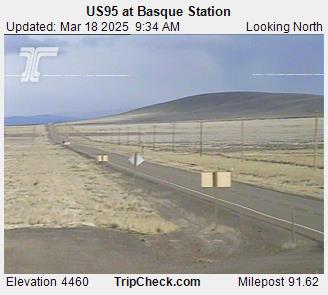 US95 at Basque Station
Updated: Mar 18 2025 9:34 AM
Looking North
Elevation 4460
TripCheck.com
Milepost 91.62